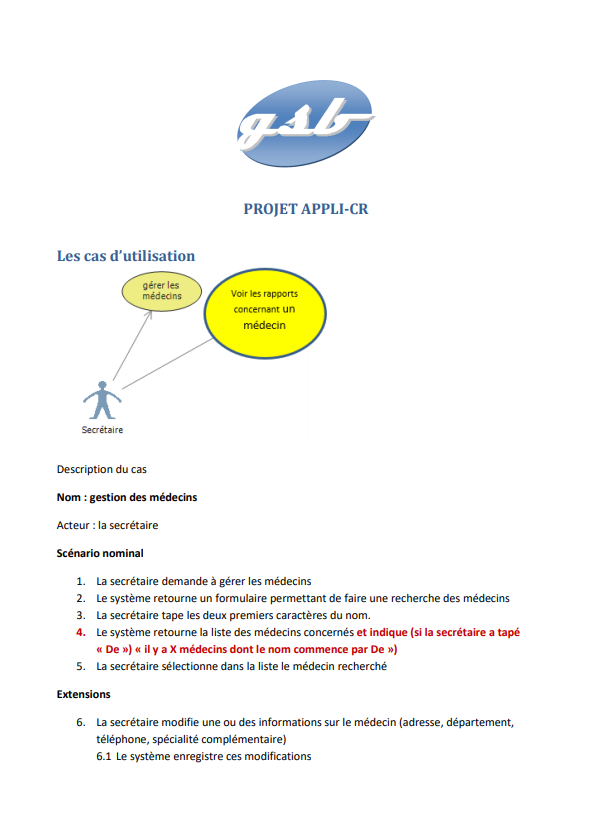 gsb
PROJET APPLI-CR
Les cas d’utilisation
gérer les
médecins
Voir les rapports
concernant un
médecin
Secrétaire
Description du cas
Nom : gestion des médecins
Acteur : la secrétaire
Scénario nominal
1. La secrétaire demande à gérer les médecins
2. Le système retourne un formulaire permettant de faire une recherche des médecins
3. La secrétaire tape les deux premiers caractères du nom.
4. Le système retourne la liste des médecins concernés et indique (si la secrétaire a tapé
« De ») « il y a X médecins dont le nom commence par De »)
5. La secrétaire sélectionne dans la liste le médecin recherché
Extensions
6. La secrétaire modifie une ou des informations sur le médecin (adresse, département,
téléphone, spécialité complémentaire)
6.1 Le système enregistre ces modifications